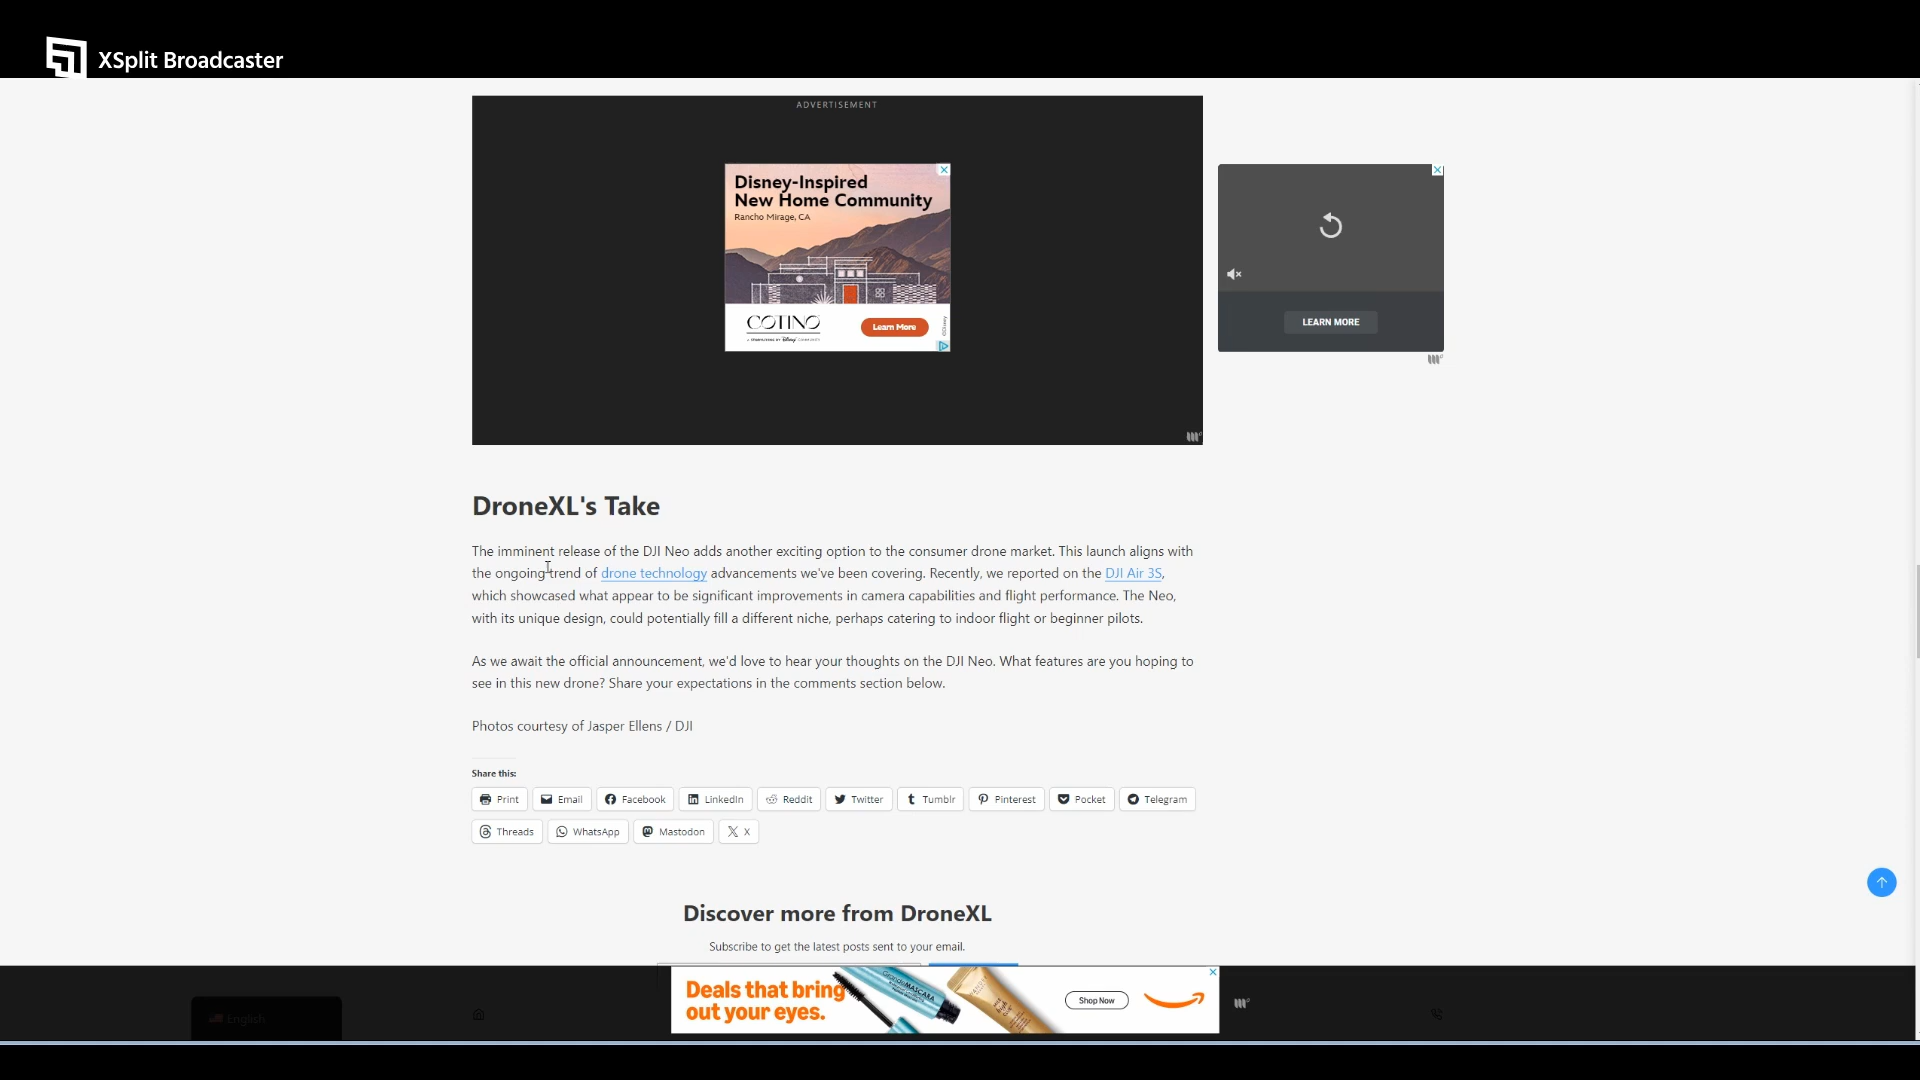 XSplit Broadcaster
ADVERTISEMENT
Disney-Inspired
New Home Community
Rancho Mirage, CA
COTINO
Learn More
©Disney
LEARN MORE
DroneXL's Take
The imminent release of the DJI Neo adds another exciting option to the consumer drone market. This launch aligns with
the ongoing trend of drone technology advancements we've been covering. Recently, we reported on the DJI Air 3S,
which showcased what appear to be significant improvements in camera capabilities and flight performance. The Neo,
with its unique design, could potentially fill a different niche, perhaps catering to indoor flight or beginner pilots.
As we await the official announcement, we'd love to hear your thoughts on the DJI Neo. What features are you hoping to
see in this new drone? Share your expectations in the comments section below.
Photos courtesy of Jasper Ellens / DJI
Share this:
Print Email Facebook LinkedIn Reddit Twitter Tumblr Pinterest Pocket Telegram
Threads WhatsApp Mastodon X
Discover more from DroneXL
Subscribe to get the latest posts sent to your email.
Deals that bring
out your eyes.
Shop Now
English